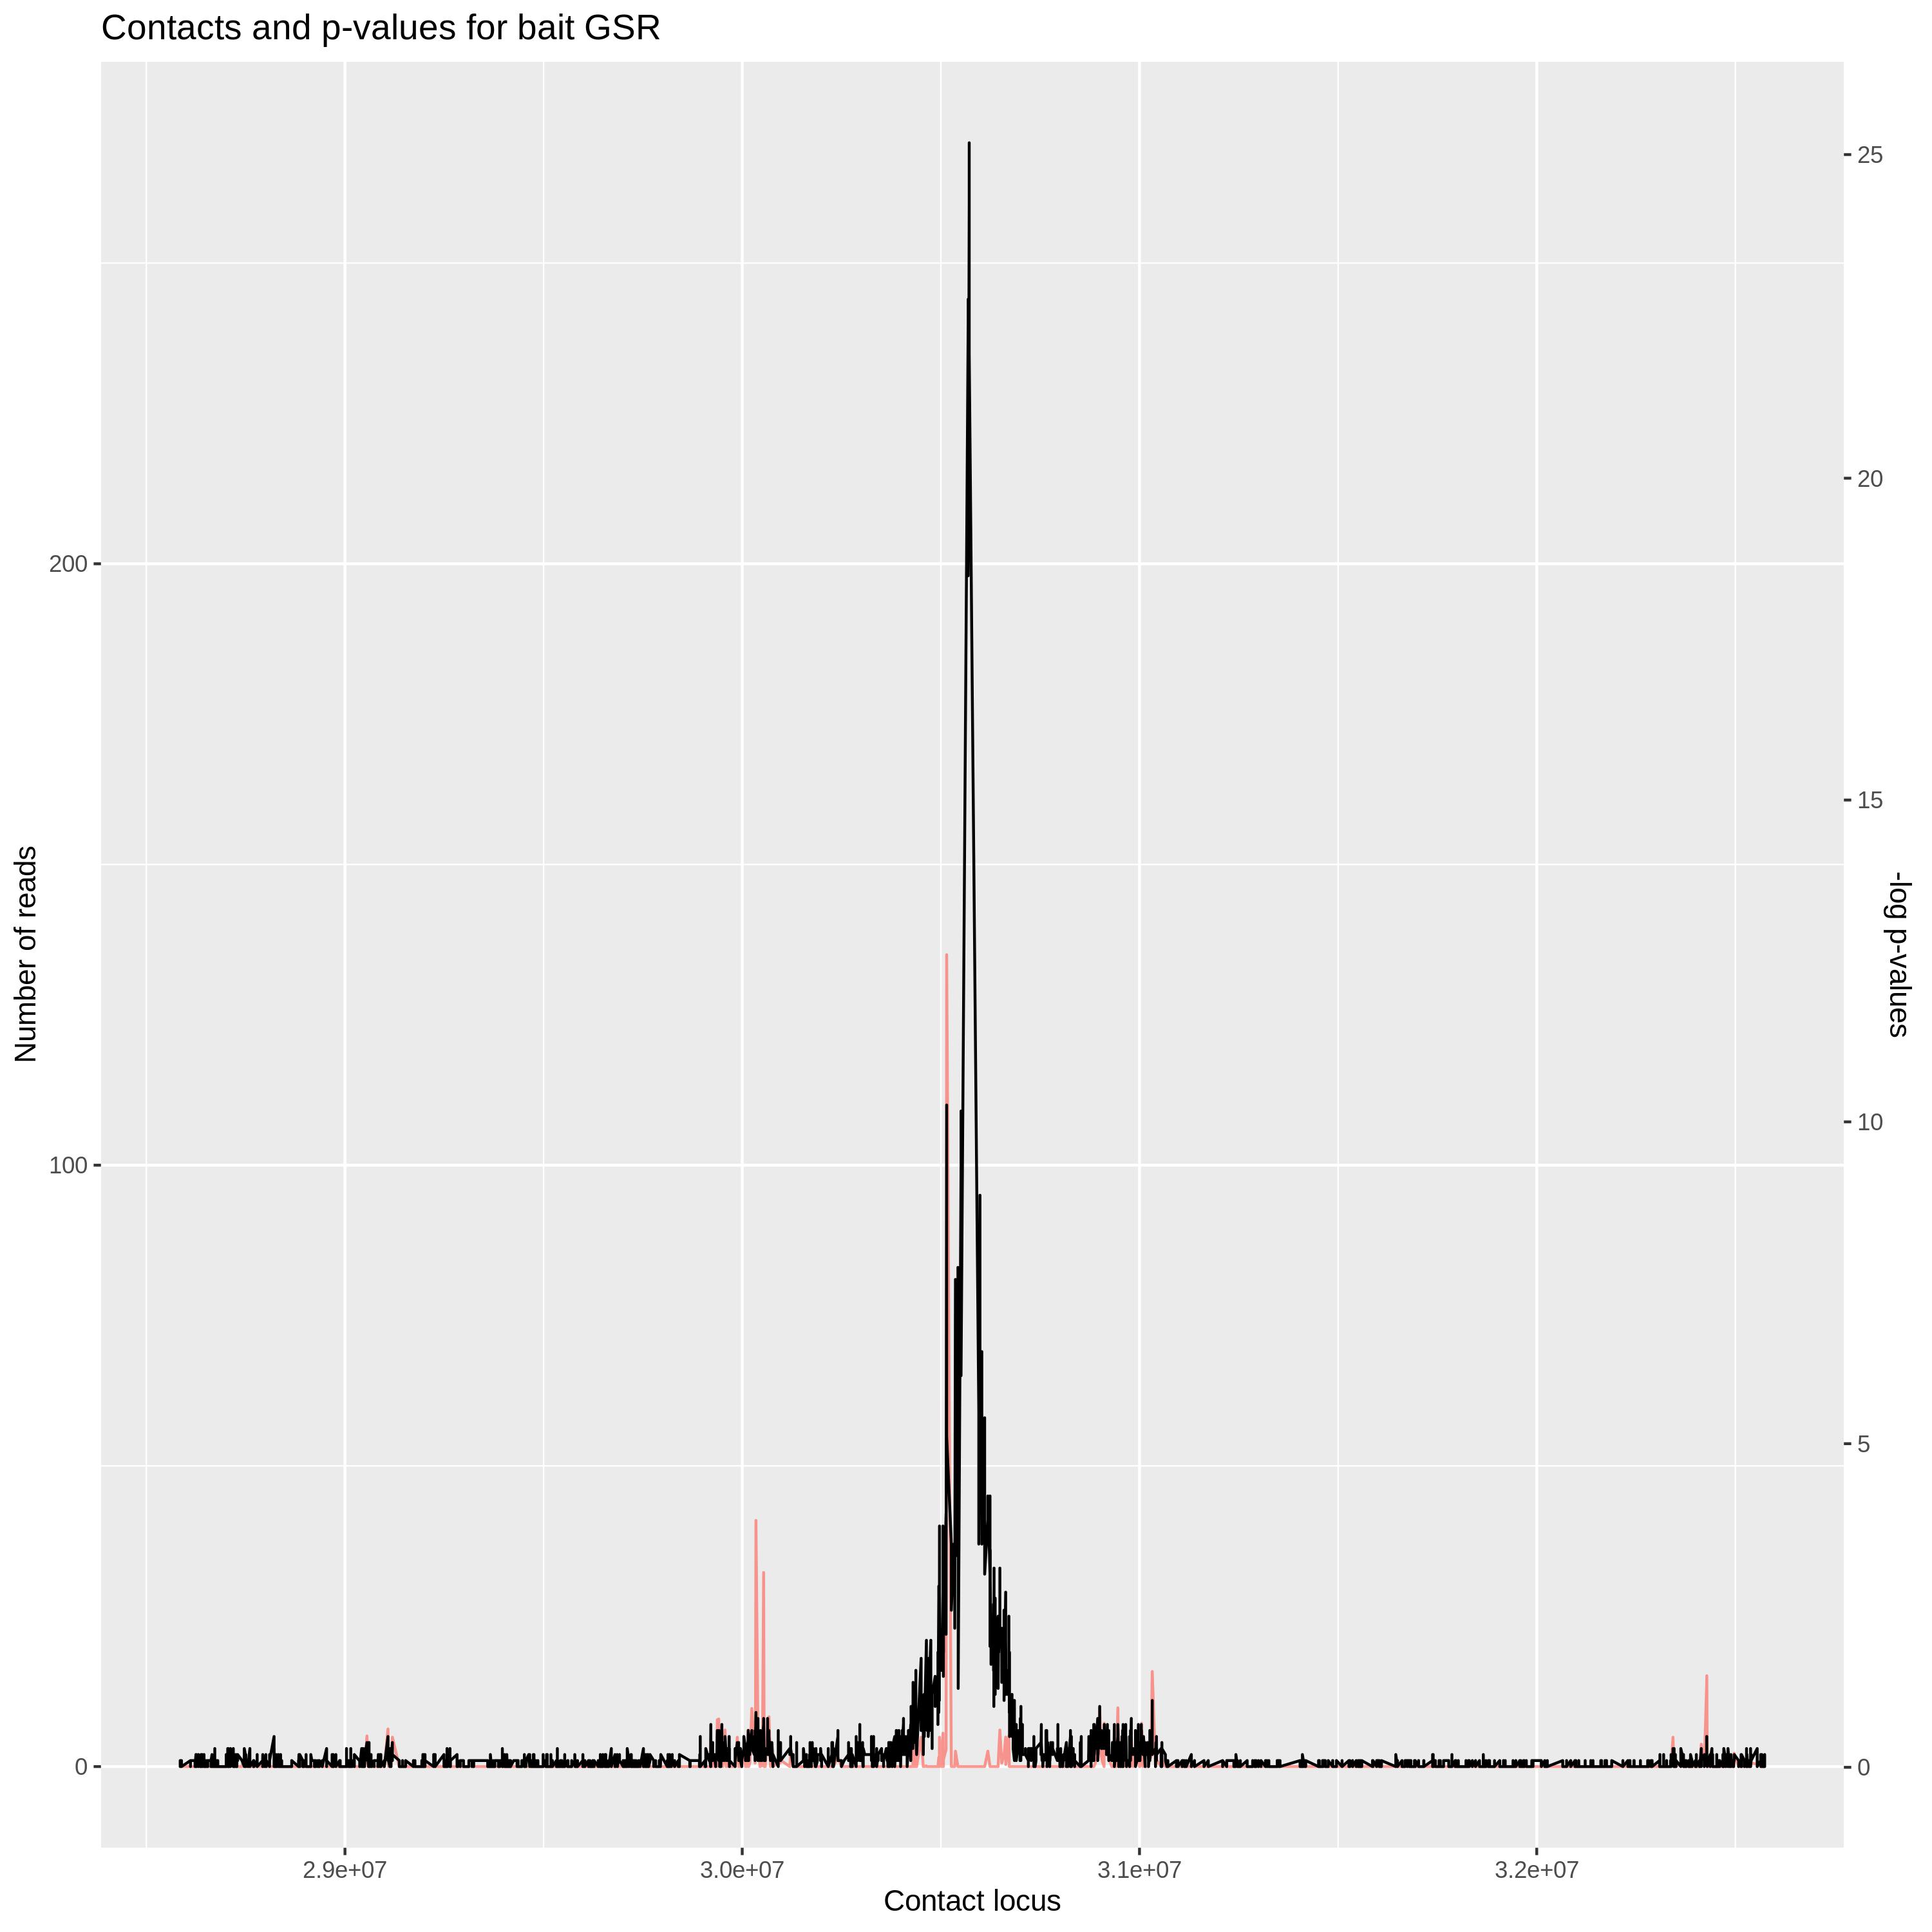 Contacts and p-values for bait GSR
Number of reads
200
100
0
25
20
15
10
5
0
-log p-values
2.9e+07
3.0e+07
3.1e+07
3.2e+07
Contact locus